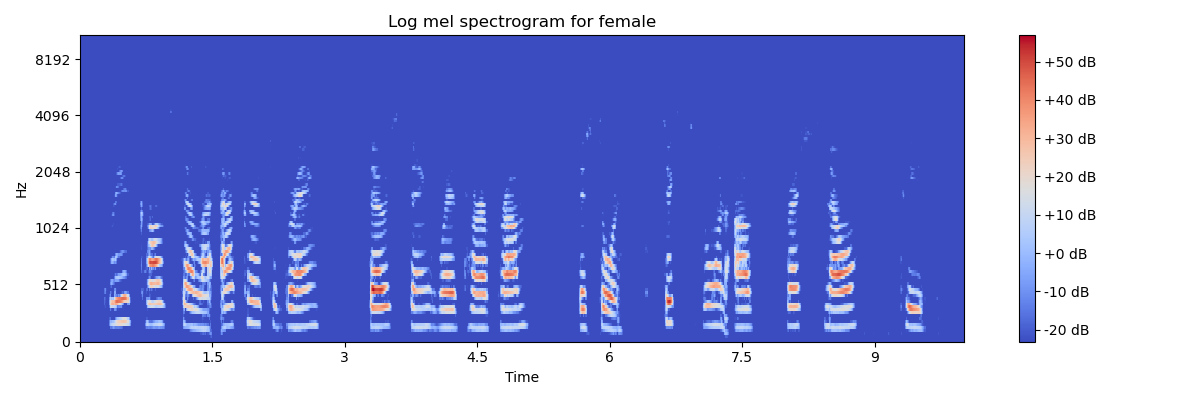 Log mel spectrogram for female
8192
4096
2048
1024
512
0
Hz
0 1.5 3 4.5 6 7.5 9
Time
+50 dB
+40 dB
+30 dB
+20 dB
+10 dB
+0 dB
-10 dB
-20 dB